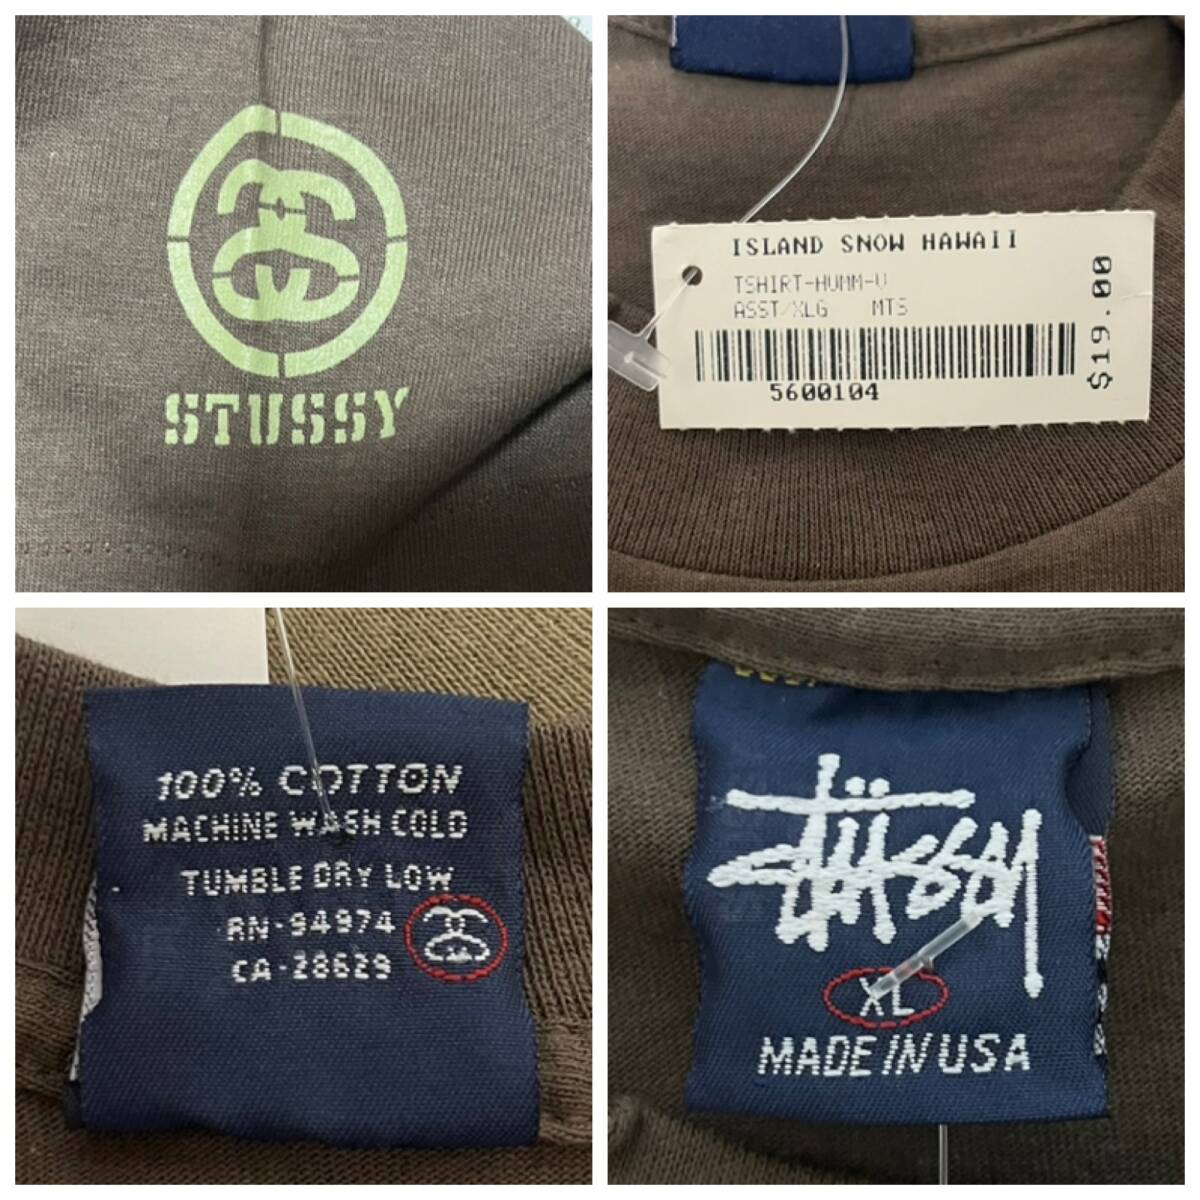 STUSSY
ISLAND SNOW HAWAII
TSHIRT-HUMM-V
ASST/XLG MTS
$19.00
5600104
100% COTTON
MACHINE WASH COLD
TUMBLE DRY LOW
RN-94974
CA-28629
Stüssy
XL
MADE IN USA